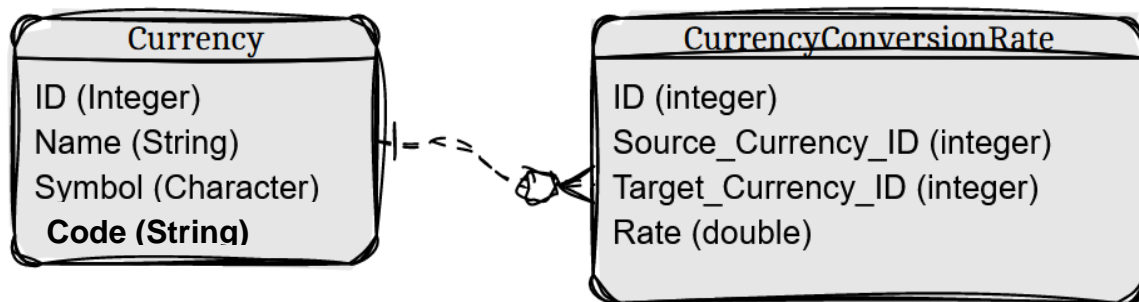 Currency
ID (Integer)
Name (String)
Symbol (Character)
Code (String)
CurrencyConversionRate
ID (integer)
Source_Currency_ID (integer)
Target_Currency_ID (integer)
Rate (double)